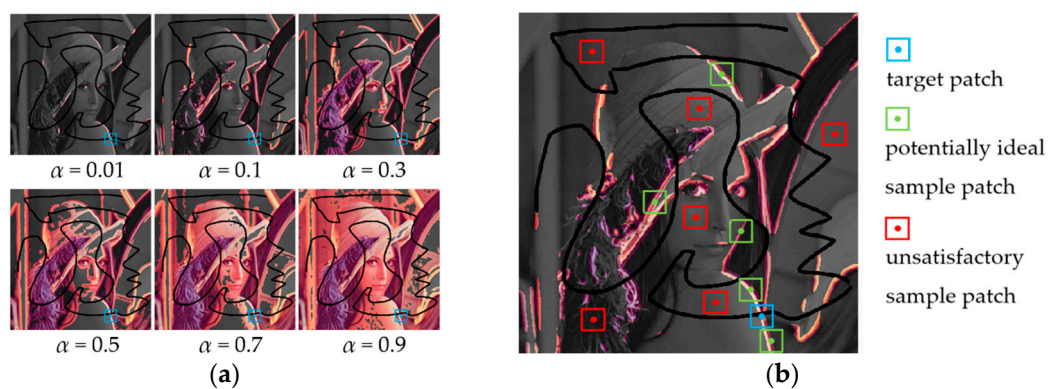 α = 0.01
α = 0.1
α = 0.3
α = 0.5
α = 0.7
α = 0.9
(a)
(b)
target patch
potentially ideal
sample patch
unsatisfactory
sample patch